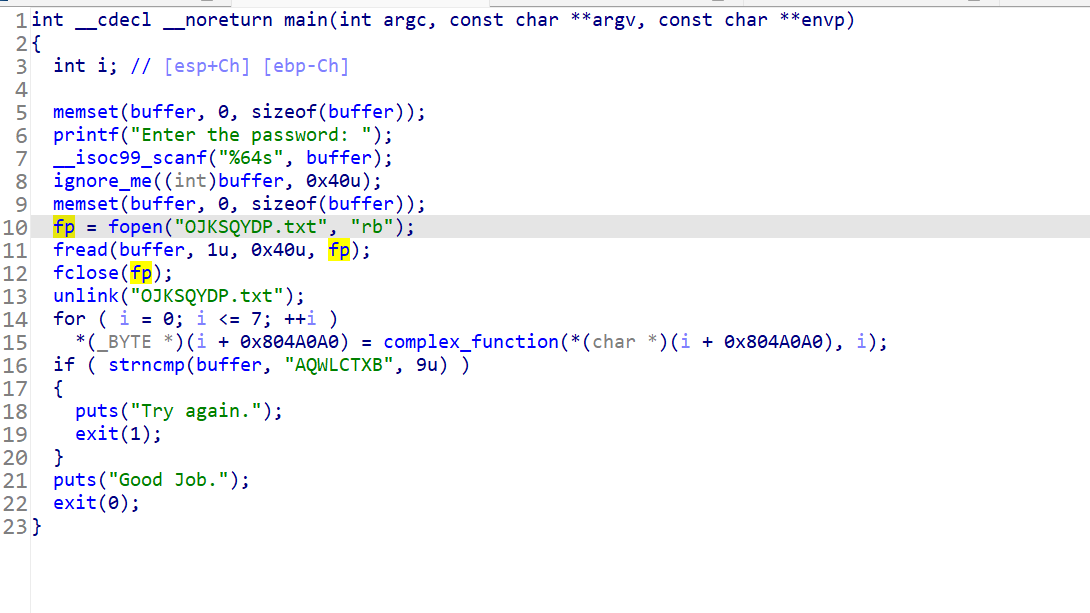 1 int __cdecl __noreturn main(int argc, const char **argv, const char **envp)
2 {
3   int i; // [esp+Ch] [ebp-Ch]
4
5   memset(buffer, 0, sizeof(buffer));
6   printf("Enter the password: ");
7   __isoc99_scanf("%64s", buffer);
8   ignore_me((int)buffer, 0x40u);
9   memset(buffer, 0, sizeof(buffer));
10   fp = fopen("OJKSQYDP.txt", "rb");
11   fread(buffer, 1u, 0x40u, fp);
12   fclose(fp);
13   unlink("OJKSQYDP.txt");
14   for ( i = 0; i <= 7; ++i )
15     *(_BYTE *)(i + 0x804A0A0) = complex_function(*(char *)(i + 0x804A0A0), i);
16   if ( strncmp(buffer, "AQWLCTXB", 9u) )
17   {
18     puts("Try again.");
19     exit(1);
20   }
21   puts("Good Job.");
22   exit(0);
23 }